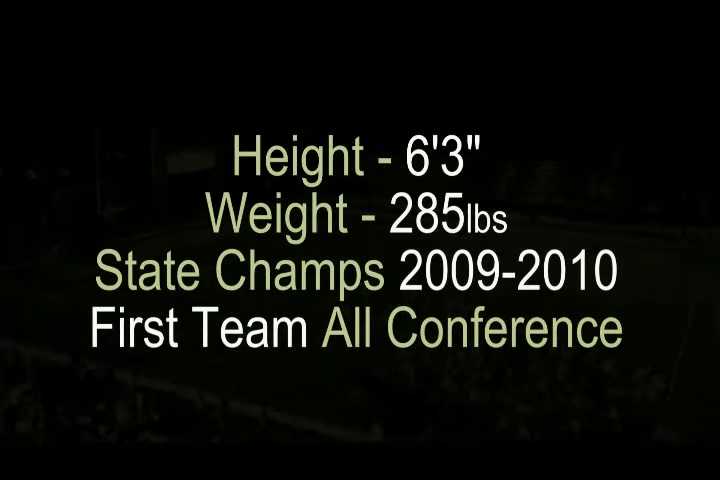 Height - 6'3"
Weight - 285lbs
State Champs 2009-2010
First Team All Conference